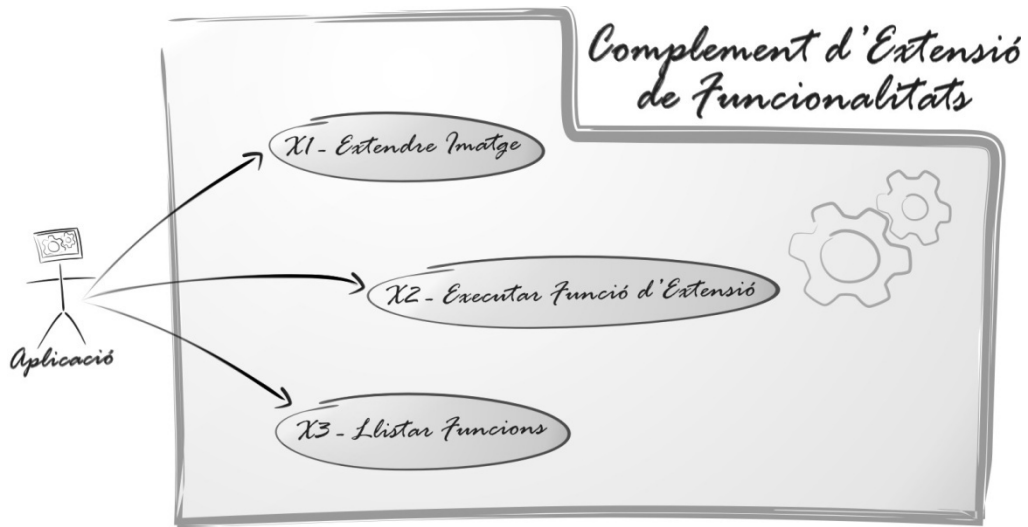 Complement d'Extensió
de Funcionalitats
X1 - Extendre Imatge
X2 - Executar Funció d'Extensió
Aplicació
X3 - Llistar Funcions